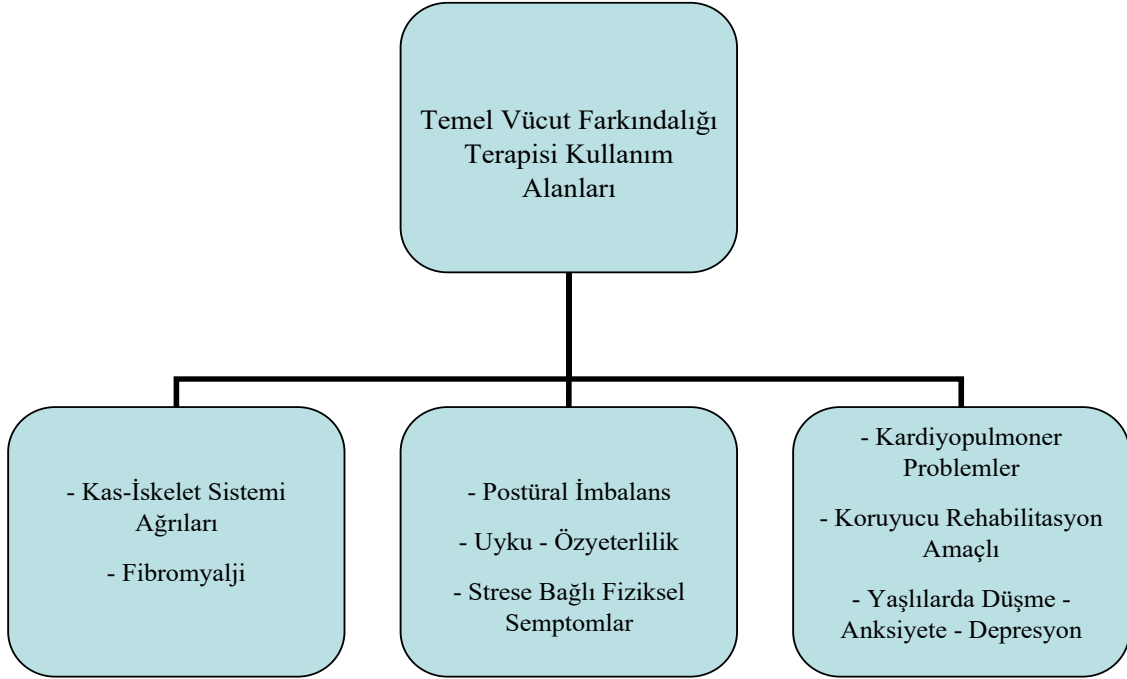 Temel Vücut Farkındalığı
Terapisi Kullanım
Alanları
- Kas-İskelet Sistemi
Ağrıları
- Fibromyalji
- Postüral İmbalans
- Uyku - Özyeterlilik
- Strese Bağlı Fiziksel
Semptomlar
- Kardiyopulmoner
Problemler
- Koruyucu Rehabilitasyon
Amaçlı
- Yaşlılarda Düşme -
Anksiyete - Depresyon